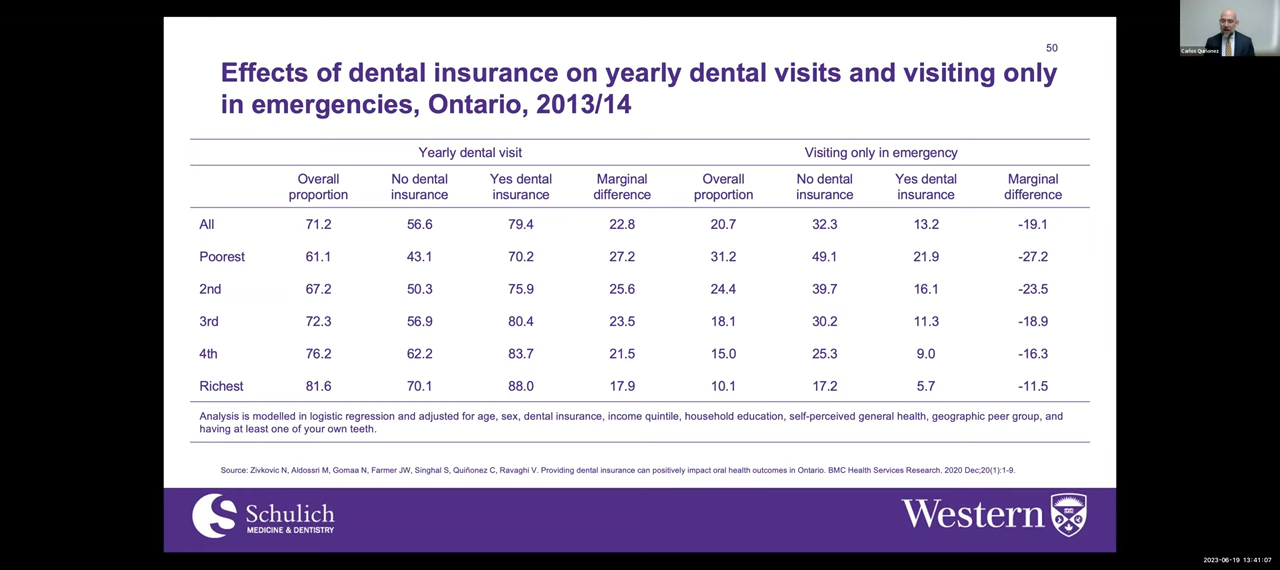 50
Effects of dental insurance on yearly dental visits and visiting only
in emergencies, Ontario, 2013/14
Yearly dental visit Visiting only in emergency
Overall proportion No dental insurance Yes dental insurance Marginal difference Overall proportion No dental insurance Yes dental insurance Marginal difference
All 71.2 56.6 79.4 22.8 20.7 32.3 13.2 -19.1
Poorest 61.1 43.1 70.2 27.2 31.2 49.1 21.9 -27.2
2nd 67.2 50.3 75.9 25.6 24.4 39.7 16.1 -23.5
3rd 72.3 56.9 80.4 23.5 18.1 30.2 11.3 -18.9
4th 76.2 62.2 83.7 21.5 15.0 25.3 9.0 -16.3
Richest 81.6 70.1 88.0 17.9 10.1 17.2 5.7 -11.5
Analysis is modelled in logistic regression and adjusted for age, sex, dental insurance, income quintile, household education, self-perceived general health, geographic peer group, and
having at least one of your own teeth.
Source: Zivkovic N, Aldossri M, Gomaa N, Farmer JW, Singhal S, Quiñonez C, Ravaghi V. Providing dental insurance can positively impact oral health outcomes in Ontario. BMC Health Services Research. 2020 Dec;20(1):1-9.
Schulich
MEDICINE & DENTISTRY
Western
Carlos Quiñonez
2023-06-19 13:41:07